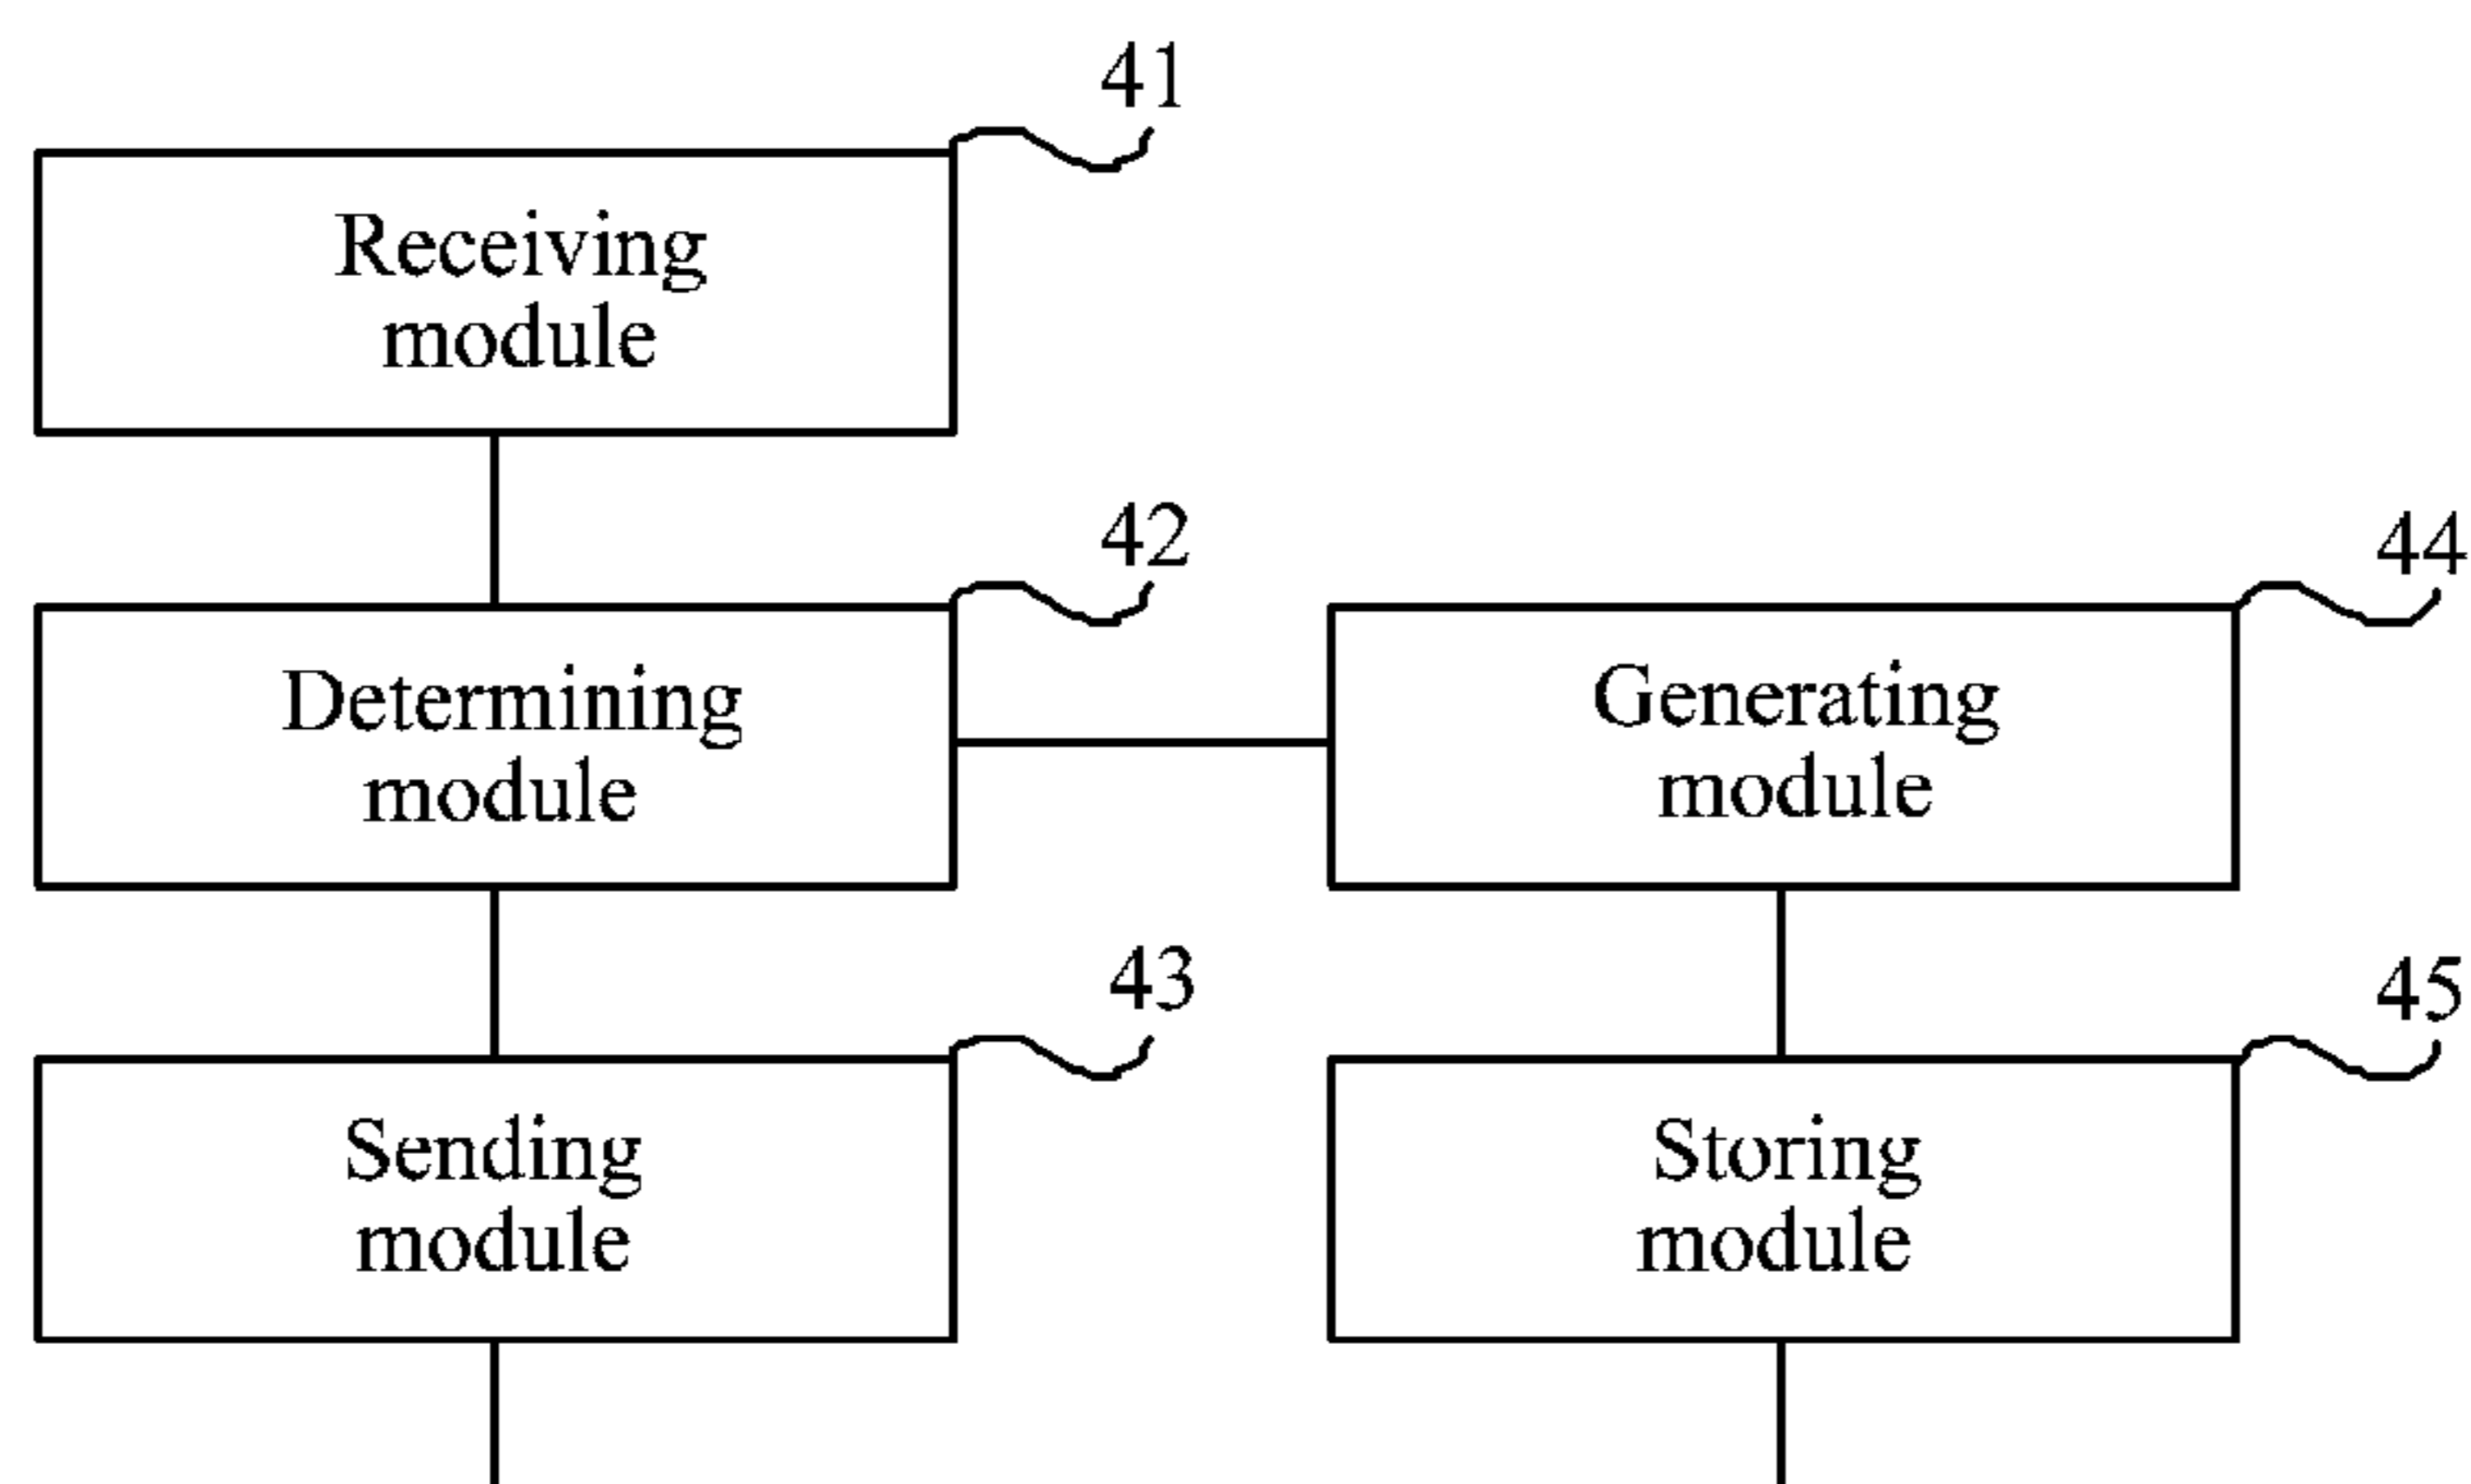 41
Receiving
module
42
Determining
module
44
Generating
module
43
Sending
module
45
Storing
module